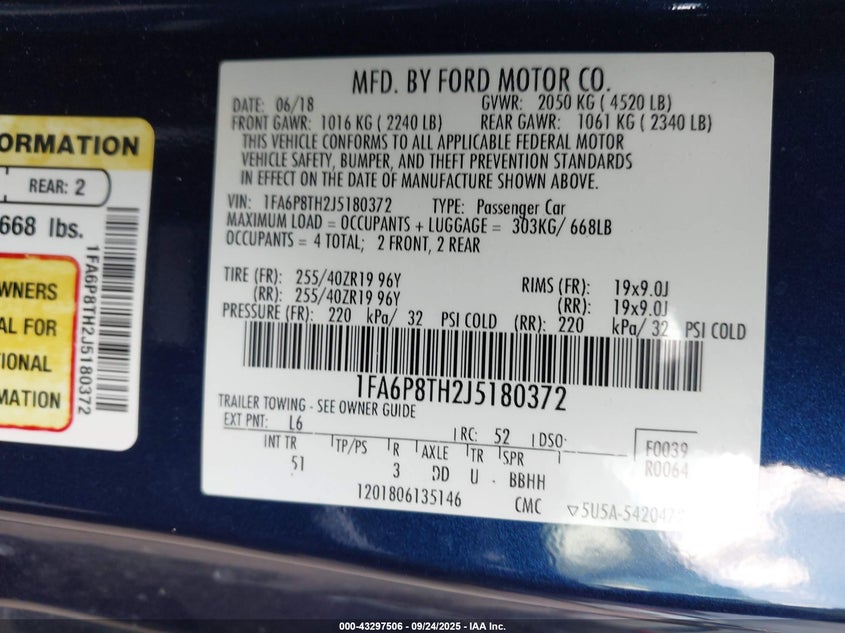 ORMATION
REAR: 2
668 lbs.
WNERS
AL FOR
TIONAL
MATION
1FA6P8TH2J5180372
MFD. BY FORD MOTOR CO.
DATE: 06/18 GVWR: 2050 KG ( 4520 LB)
FRONT GAWR: 1016 KG ( 2240 LB) REAR GAWR: 1061 KG ( 2340 LB)
THIS VEHICLE CONFORMS TO ALL APPLICABLE FEDERAL MOTOR
VEHICLE SAFETY, BUMPER, AND THEFT PREVENTION STANDARDS
IN EFFECT ON THE DATE OF MANUFACTURE SHOWN ABOVE.
VIN: 1FA6P8TH2J5180372 TYPE: Passenger Car
MAXIMUM LOAD = OCCUPANTS + LUGGAGE = 303KG/ 668LB
OCCUPANTS = 4 TOTAL; 2 FRONT, 2 REAR
TIRE (FR): 255/40ZR19 96Y RIMS (FR): 19x9.0J
(RR): 255/40ZR19 96Y (RR): 19x9.0J
PRESSURE (FR): 220 kPa/ 32 PSI COLD (RR): 220 kPa/ 32 PSI COLD
1FA6P8TH2J5180372
TRAILER TOWING - SEE OWNER GUIDE
EXT PNT: L6 RC: 52 DSO:
INT TR TP/PS R AXLE TR SPR
51 3 DD U - BBHH
F0039
R0064
1201806135146 CMC 5U5A-542047
000-43297506 - 09/24/2025 - IAA Inc.